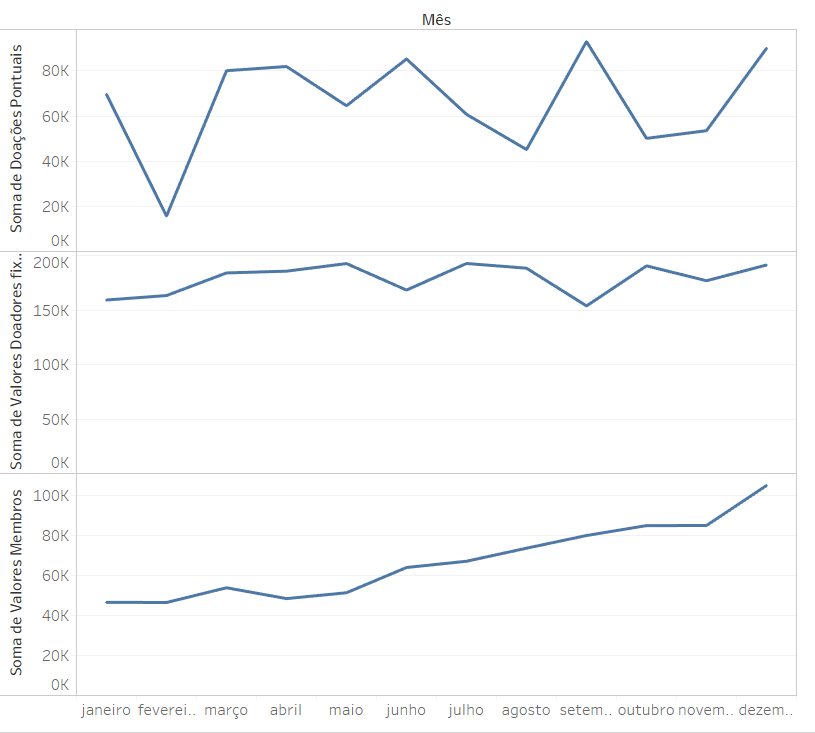 Mês
Soma de Doações Pontuais
80K
60K
40K
20K
0K
Soma de Valores Doadores fix..
200K
150K
100K
50K
0K
Soma de Valores Membros
100K
80K
60K
40K
20K
0K
janeiro feverei.. março abril maio junho julho agosto setem.. outubro novem.. dezem..